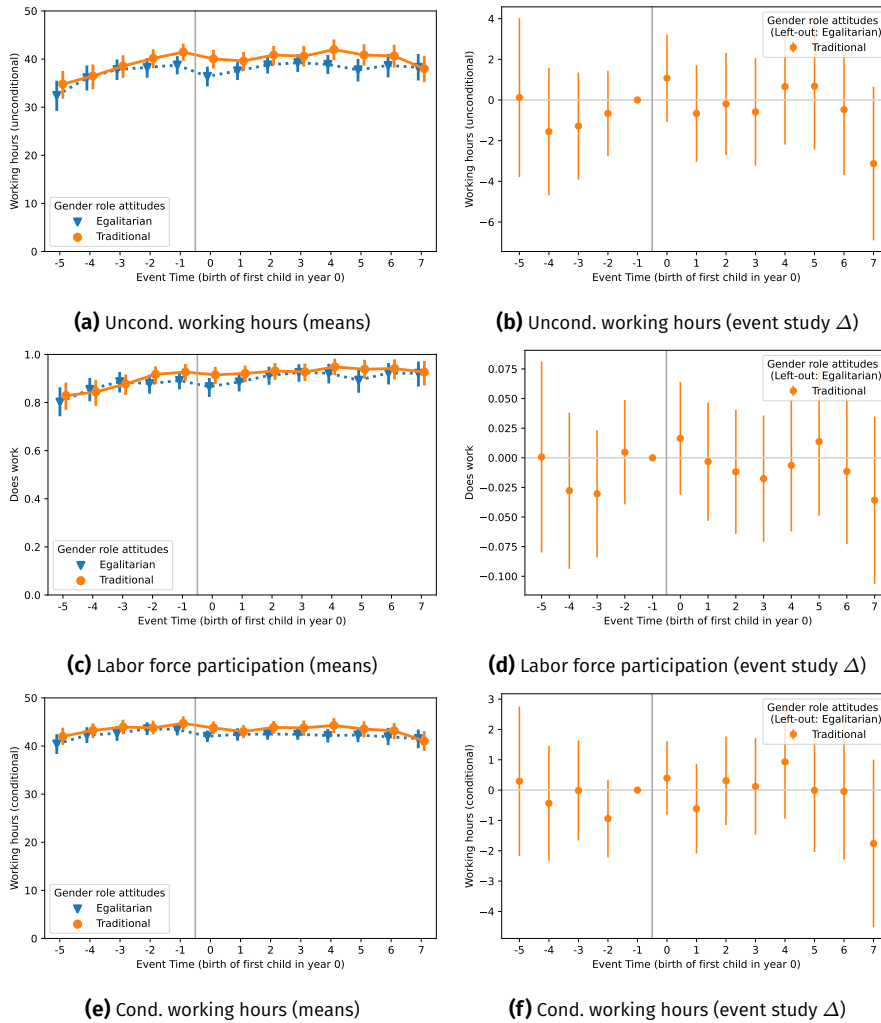 50
40
30
20
10
0
Working hours (unconditional)
Gender role attitudes
Egalitarian
Traditional
-5 -4 -3 -2 -1 0 1 2 3 4 5 6 7
Event Time (birth of first child in year 0)
(a) Uncond. working hours (means)
4
2
0
−2
−4
−6
Working hours (unconditional)
Gender role attitudes
(Left-out: Egalitarian)
Traditional
-5 -4 -3 -2 -1 0 1 2 3 4 5 6 7
Event Time (birth of first child in year 0)
(b) Uncond. working hours (event study Δ)
1.0
0.8
0.6
0.4
0.2
0.0
Does work
Gender role attitudes
Egalitarian
Traditional
-5 -4 -3 -2 -1 0 1 2 3 4 5 6 7
Event Time (birth of first child in year 0)
(c) Labor force participation (means)
0.075
0.050
0.025
0.000
−0.025
−0.050
−0.075
−0.100
Does work
Gender role attitudes
(Left-out: Egalitarian)
Traditional
-5 -4 -3 -2 -1 0 1 2 3 4 5 6 7
Event Time (birth of first child in year 0)
(d) Labor force participation (event study Δ)
50
40
30
20
10
0
Working hours (conditional)
Gender role attitudes
Egalitarian
Traditional
-5 -4 -3 -2 -1 0 1 2 3 4 5 6 7
Event Time (birth of first child in year 0)
(e) Cond. working hours (means)
3
2
1
0
−1
−2
−3
−4
Working hours (conditional)
Gender role attitudes
(Left-out: Egalitarian)
Traditional
-5 -4 -3 -2 -1 0 1 2 3 4 5 6 7
Event Time (birth of first child in year 0)
(f) Cond. working hours (event study Δ)